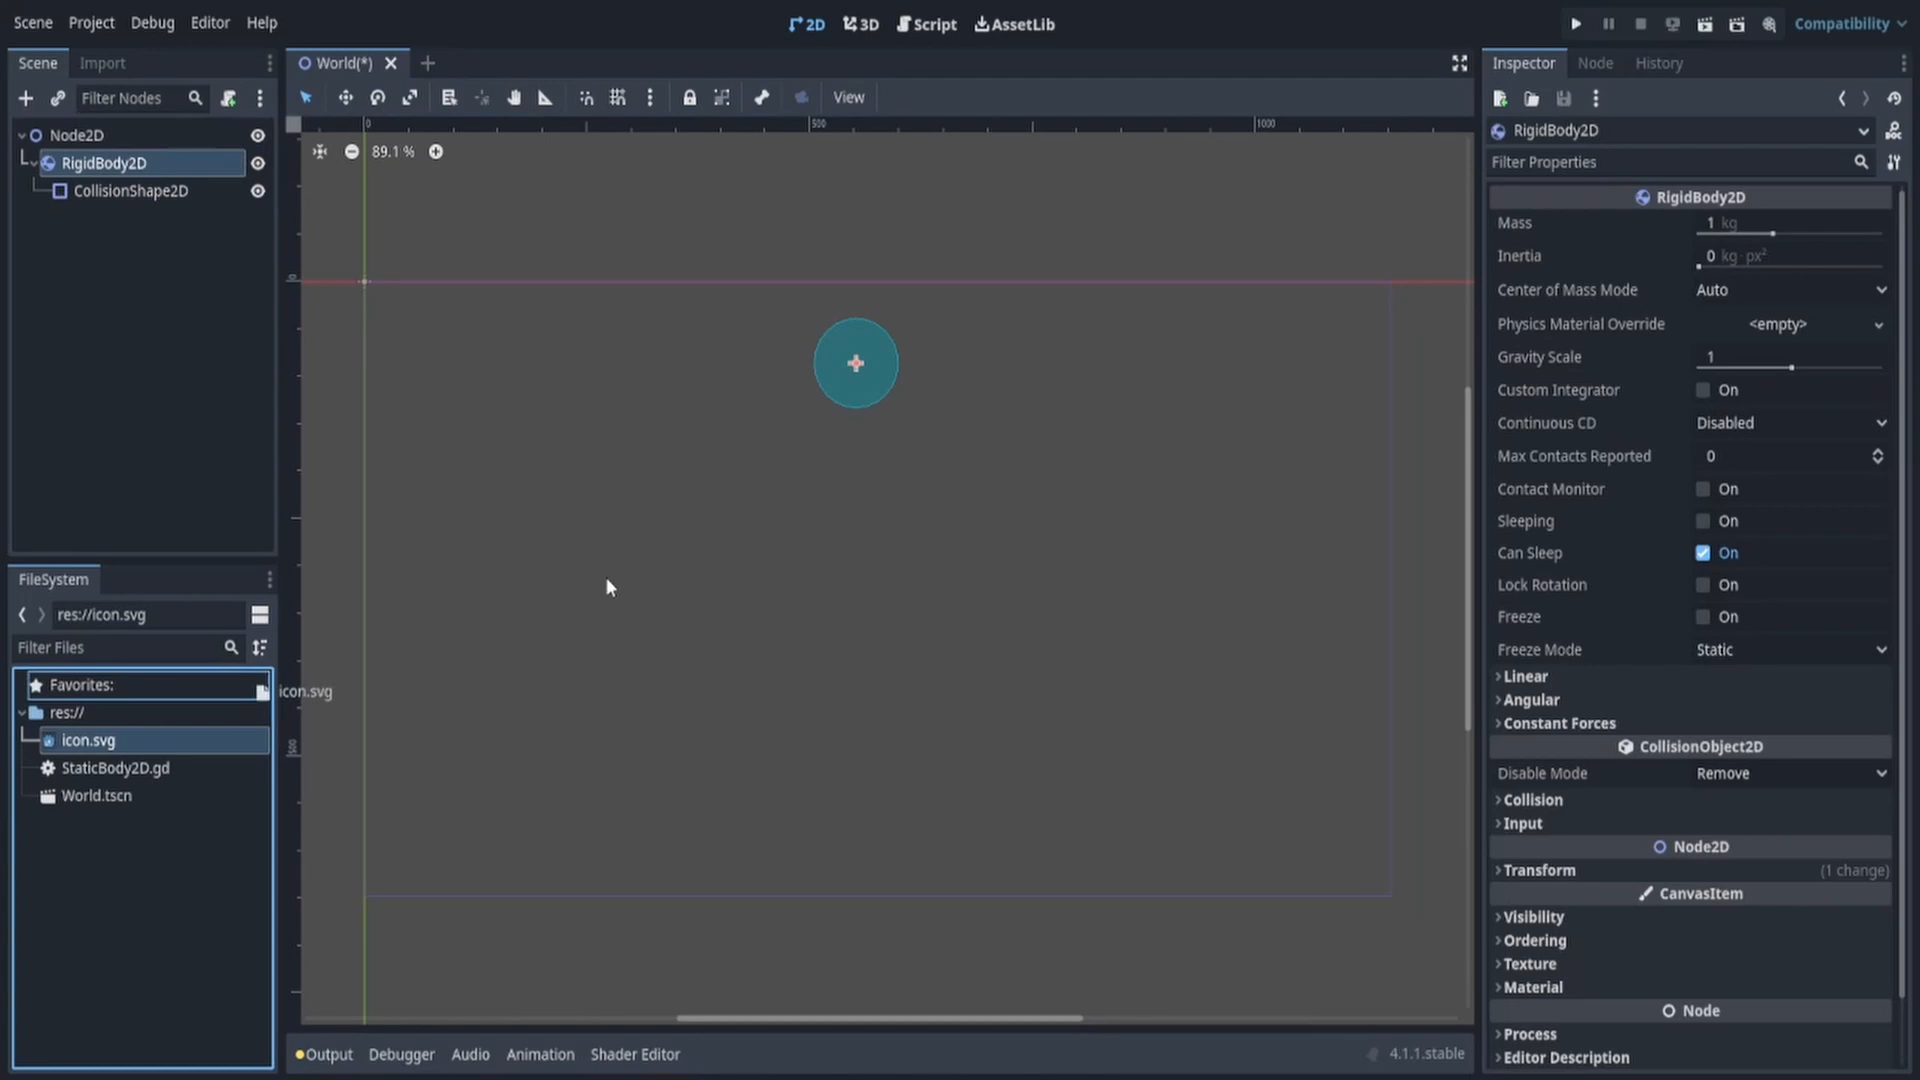 Scene Project Debug Editor Help
2D 3D Script AssetLib
Compatibility
Scene Import
World(*)
Inspector Node History
Filter Nodes
View
Node2D
RigidBody2D
CollisionShape2D
0 500 1000
89.1 %
0
500
RigidBody2D
Filter Properties
RigidBody2D
Mass 1 kg
Inertia 0 kg·px²
Center of Mass Mode Auto
Physics Material Override <empty>
Gravity Scale 1
Custom Integrator On
Continuous CD Disabled
Max Contacts Reported 0
Contact Monitor On
Sleeping On
Can Sleep On
Lock Rotation On
Freeze On
Freeze Mode Static
Linear
Angular
Constant Forces
CollisionObject2D
Disable Mode Remove
Collision
Input
Node2D
Transform (1 change)
CanvasItem
Visibility
Ordering
Texture
Material
Node
Process
Editor Description
FileSystem
res://icon.svg
Filter Files
Favorites:
icon.svg
res://
icon.svg
StaticBody2D.gd
World.tscn
Output Debugger Audio Animation Shader Editor
4.1.1.stable